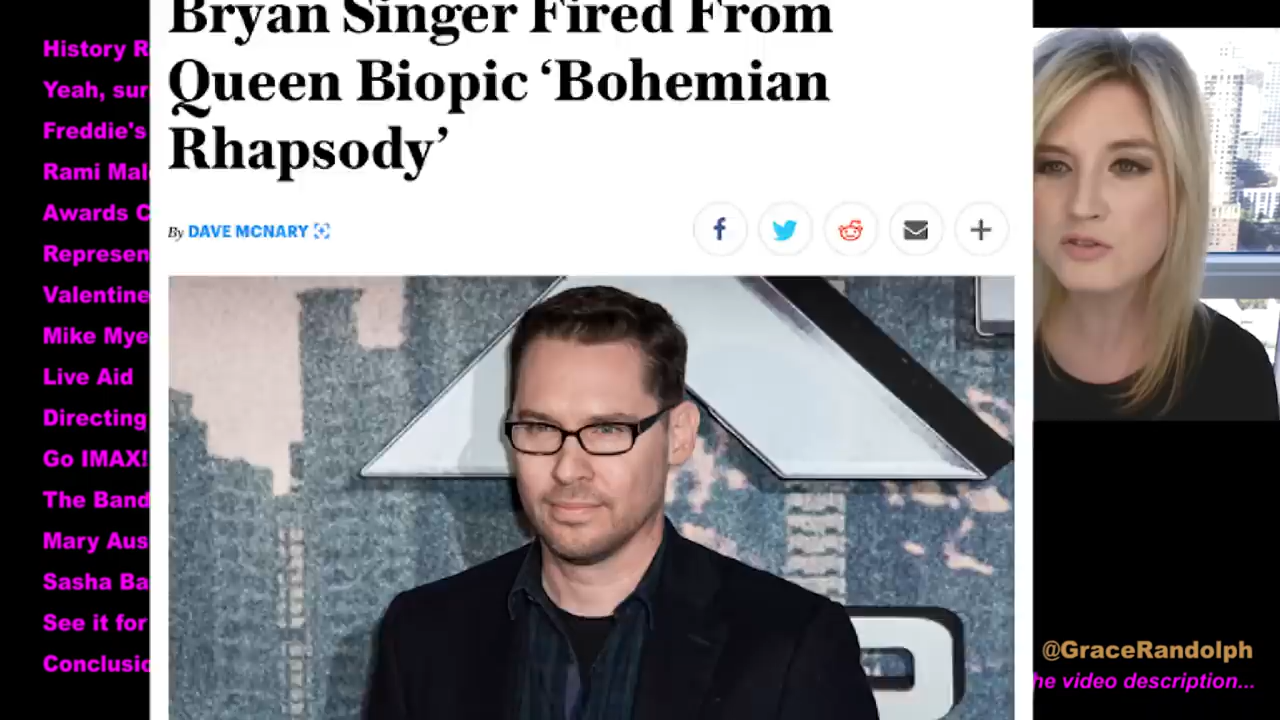 Bryan Singer Fired From
Queen Biopic ‘Bohemian
Rhapsody’
By DAVE MCNARY
History R
Yeah, sur
Freddie's
Rami Mal
Awards C
Represen
Valentine
Mike Mye
Live Aid
Directing
Go IMAX!
The Band
Mary Aus
Sasha Ba
See it for
Conclusio
@GraceRandolph
he video description...